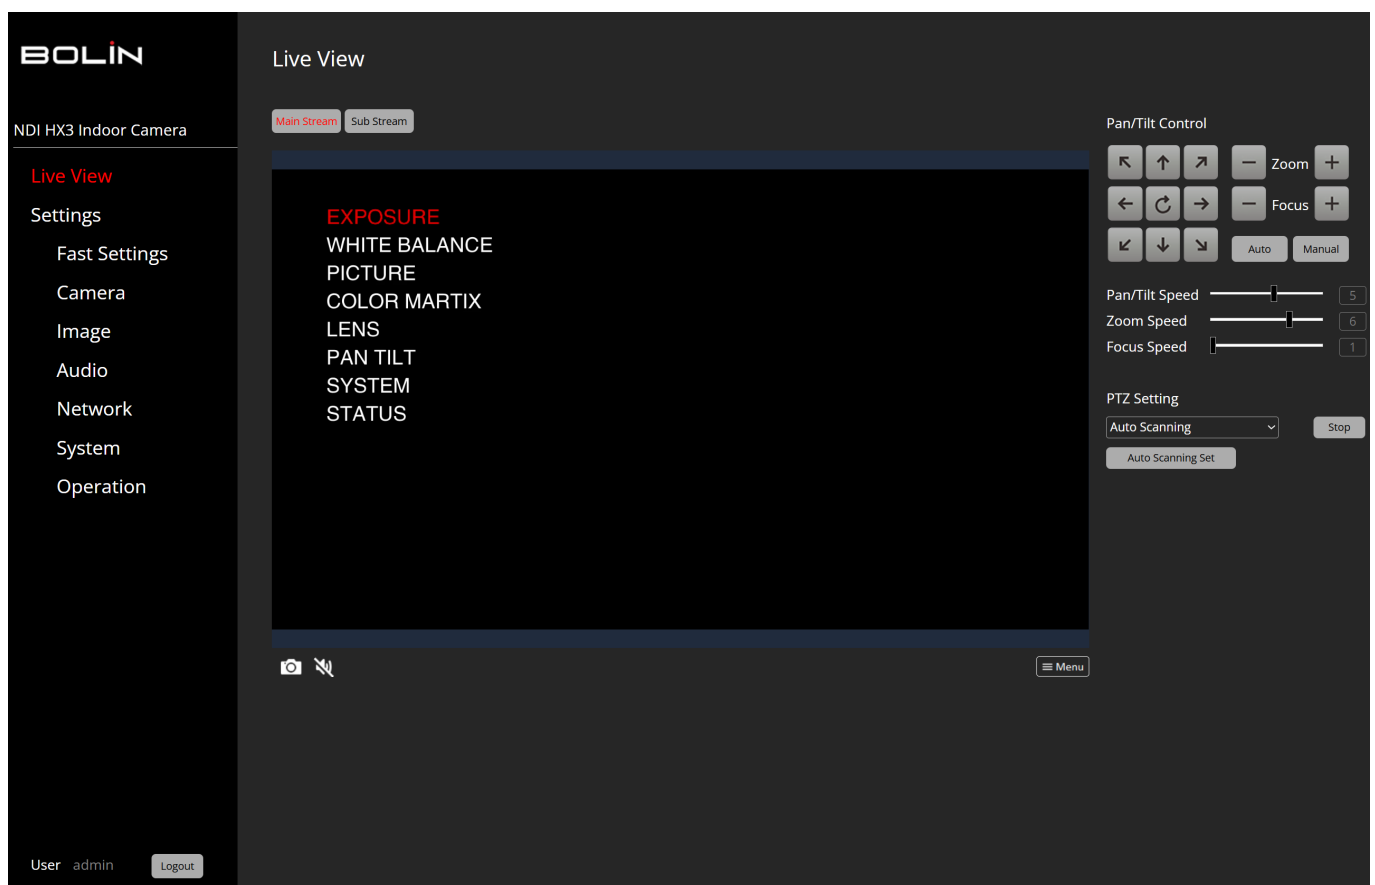 BOLIN
NDI HX3 Indoor Camera
Live View
Settings
Fast Settings
Camera
Image
Audio
Network
System
Operation
User admin
Logout
Live View
Main Stream Sub Stream
EXPOSURE
WHITE BALANCE
PICTURE
COLOR MARTIX
LENS
PAN TILT
SYSTEM
STATUS
Menu
Pan/Tilt Control
Zoom
Focus
Auto Manual
Pan/Tilt Speed 5
Zoom Speed 6
Focus Speed 1
PTZ Setting
Auto Scanning Stop
Auto Scanning Set